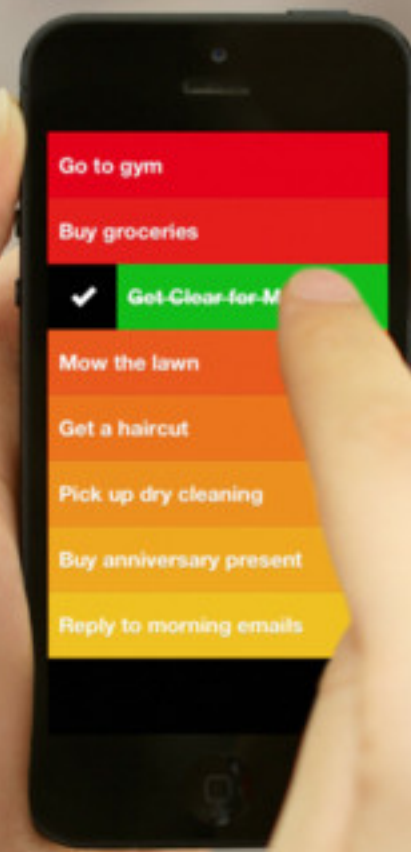 Go to gym
Buy groceries
Get Clear for M
Mow the lawn
Get a haircut
Pick up dry cleaning
Buy anniversary present
Reply to morning emails